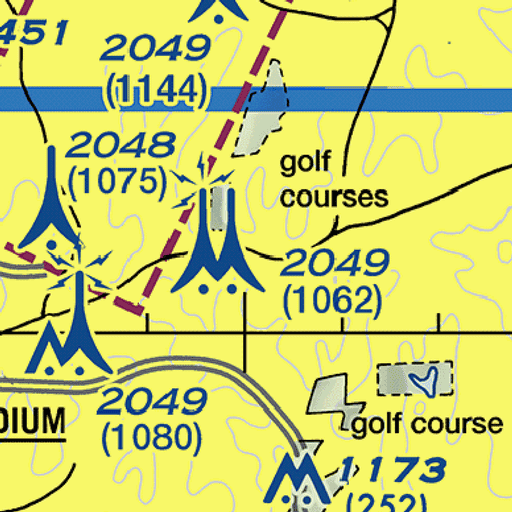 451
2049
(1144)
2048
(1075)
golf
courses
2049
(1062)
2049
(1080)
DIUM
golf course
1173
(252)